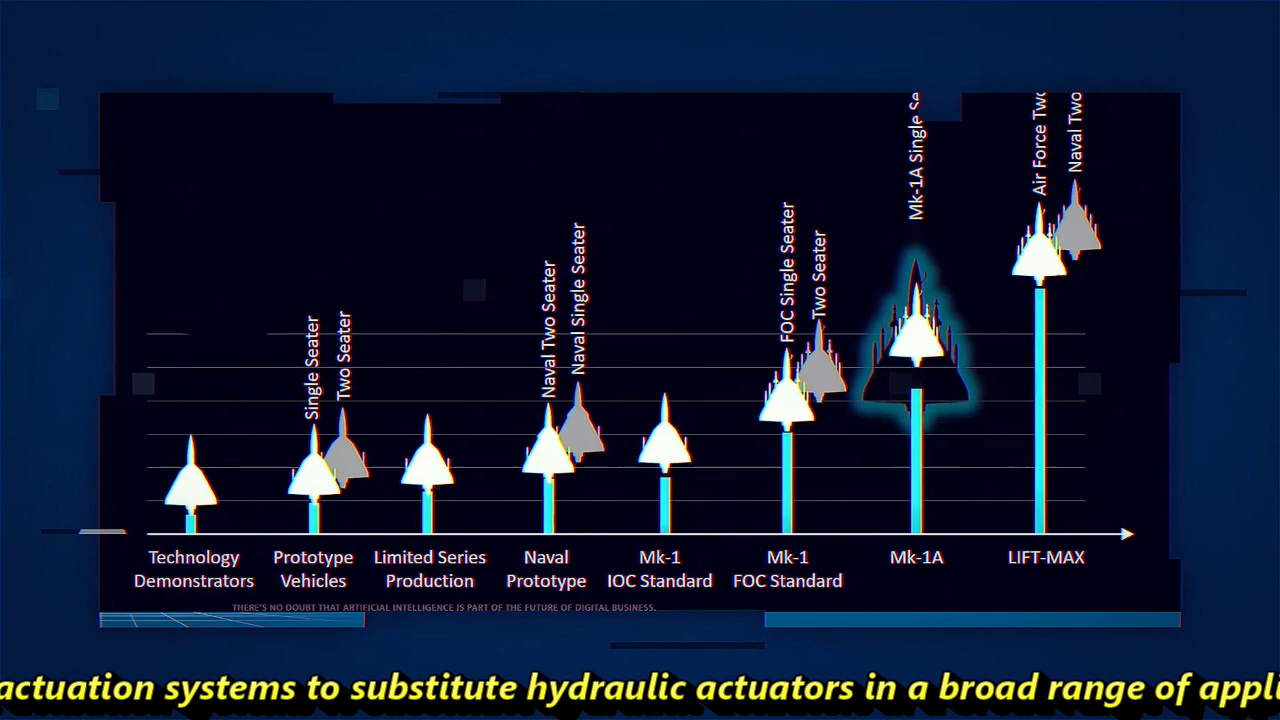 Single Seater
Two Seater
Naval Two Seater
Naval Single Seater
FOC Single Seater
Two Seater
Mk-1A Single Se
Air Force Two
Naval Two
Technology
Demonstrators
Prototype
Vehicles
Limited Series
Production
Naval
Prototype
Mk-1
IOC Standard
Mk-1
FOC Standard
Mk-1A
LIFT-MAX
THERE'S NO DOUBT THAT ARTIFICIAL INTELLIGENCE IS PART OF THE FUTURE OF DIGITAL BUSINESS.
actuation systems to substitute hydraulic actuators in a broad range of appli